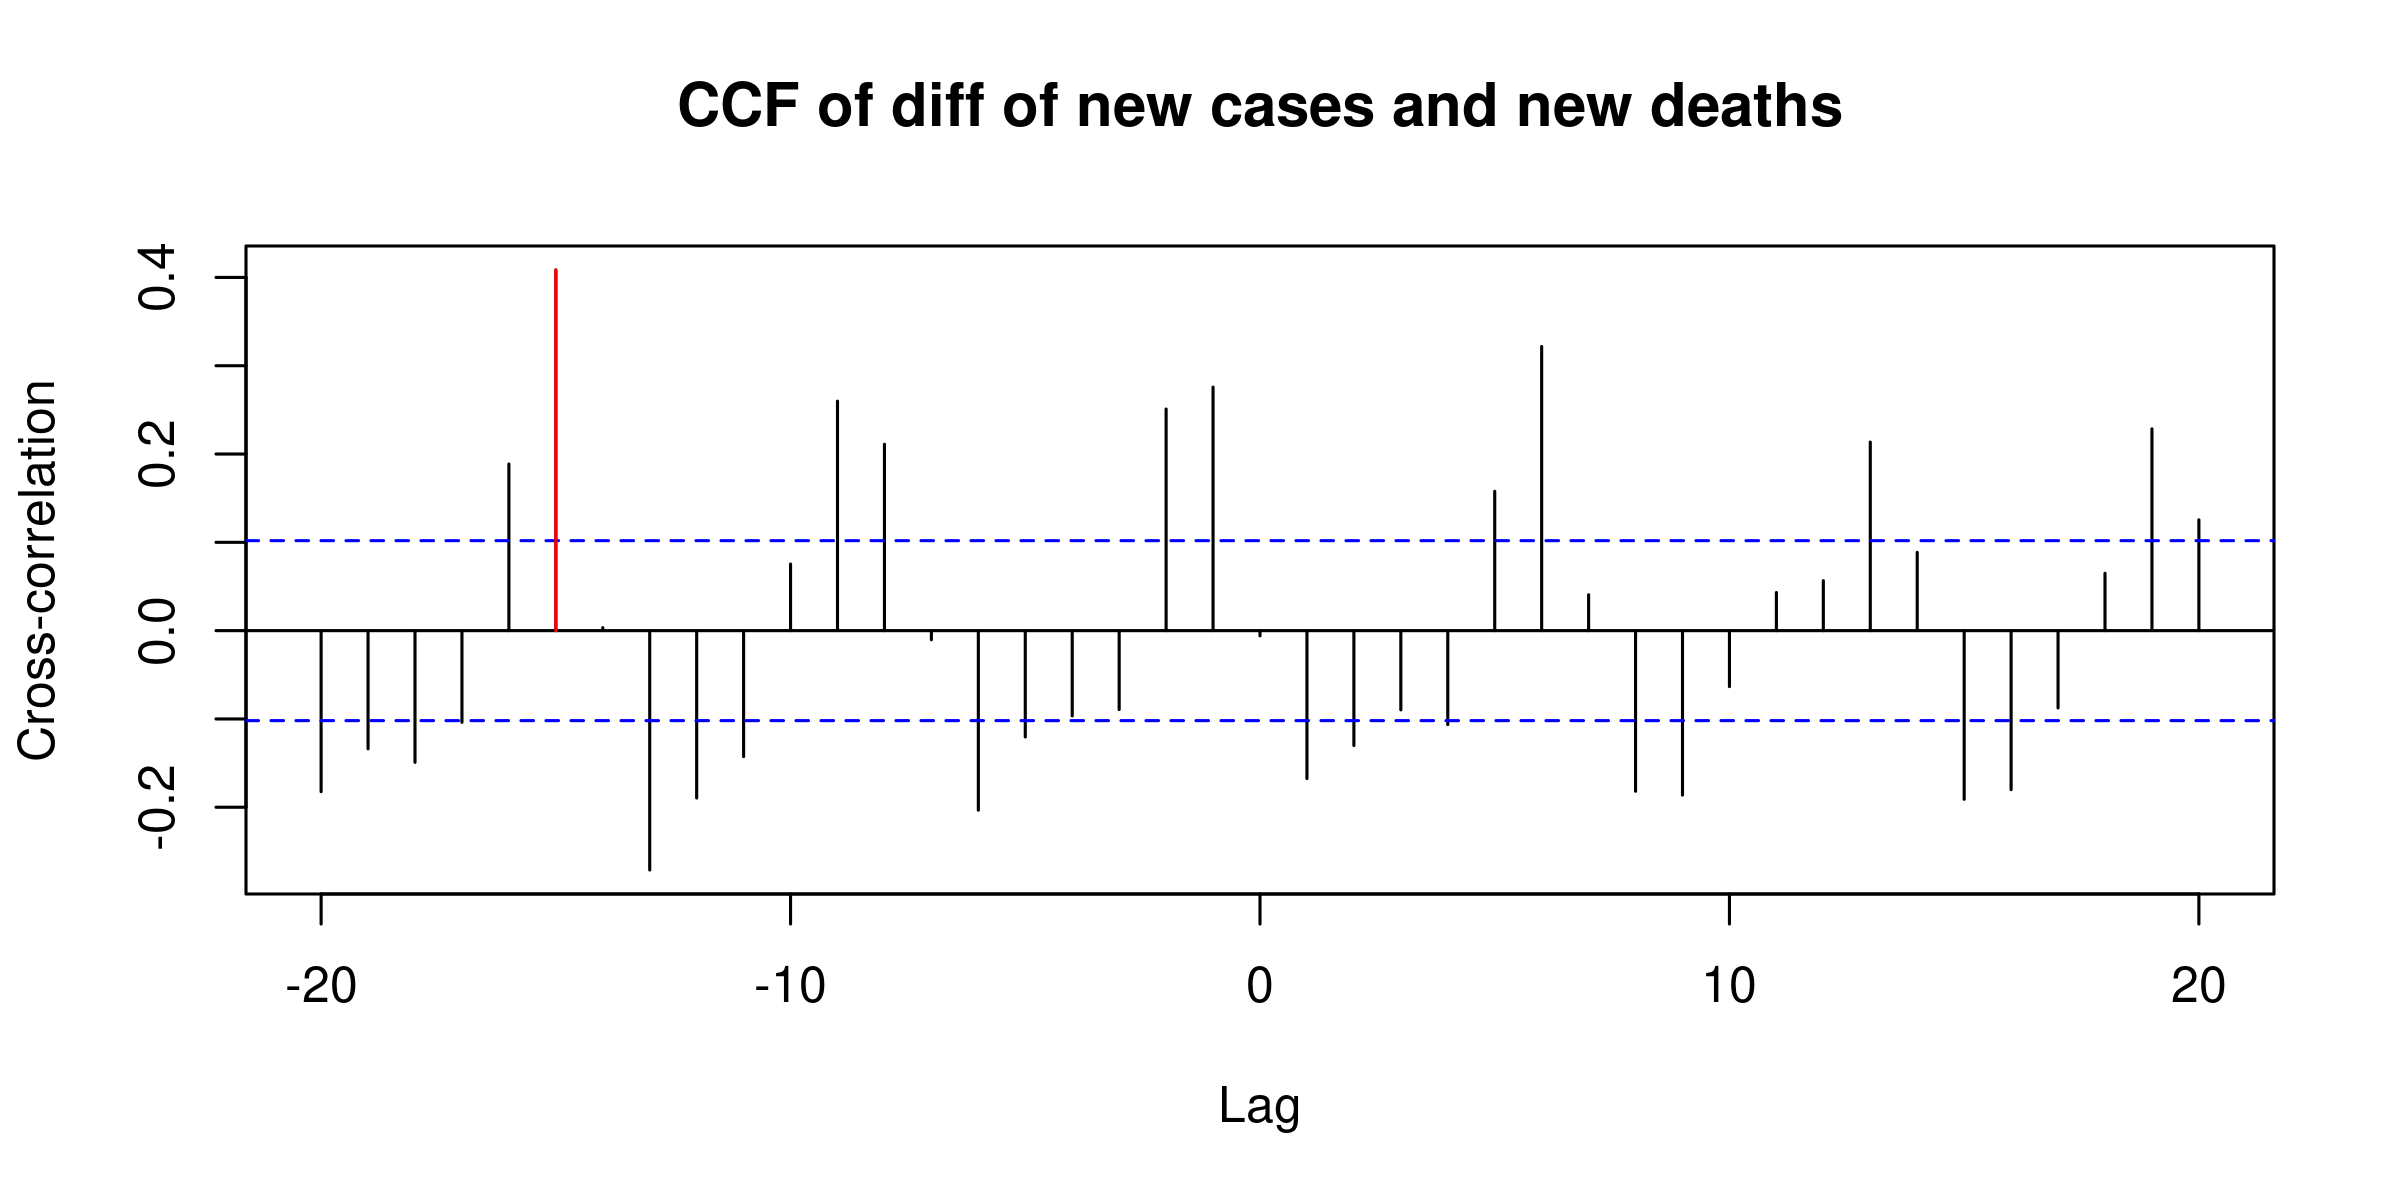 CCF of diff of new cases and new deaths
Cross-correlation
0.4
0.2
0.0
-0.2
-20 -10 0 10 20
Lag